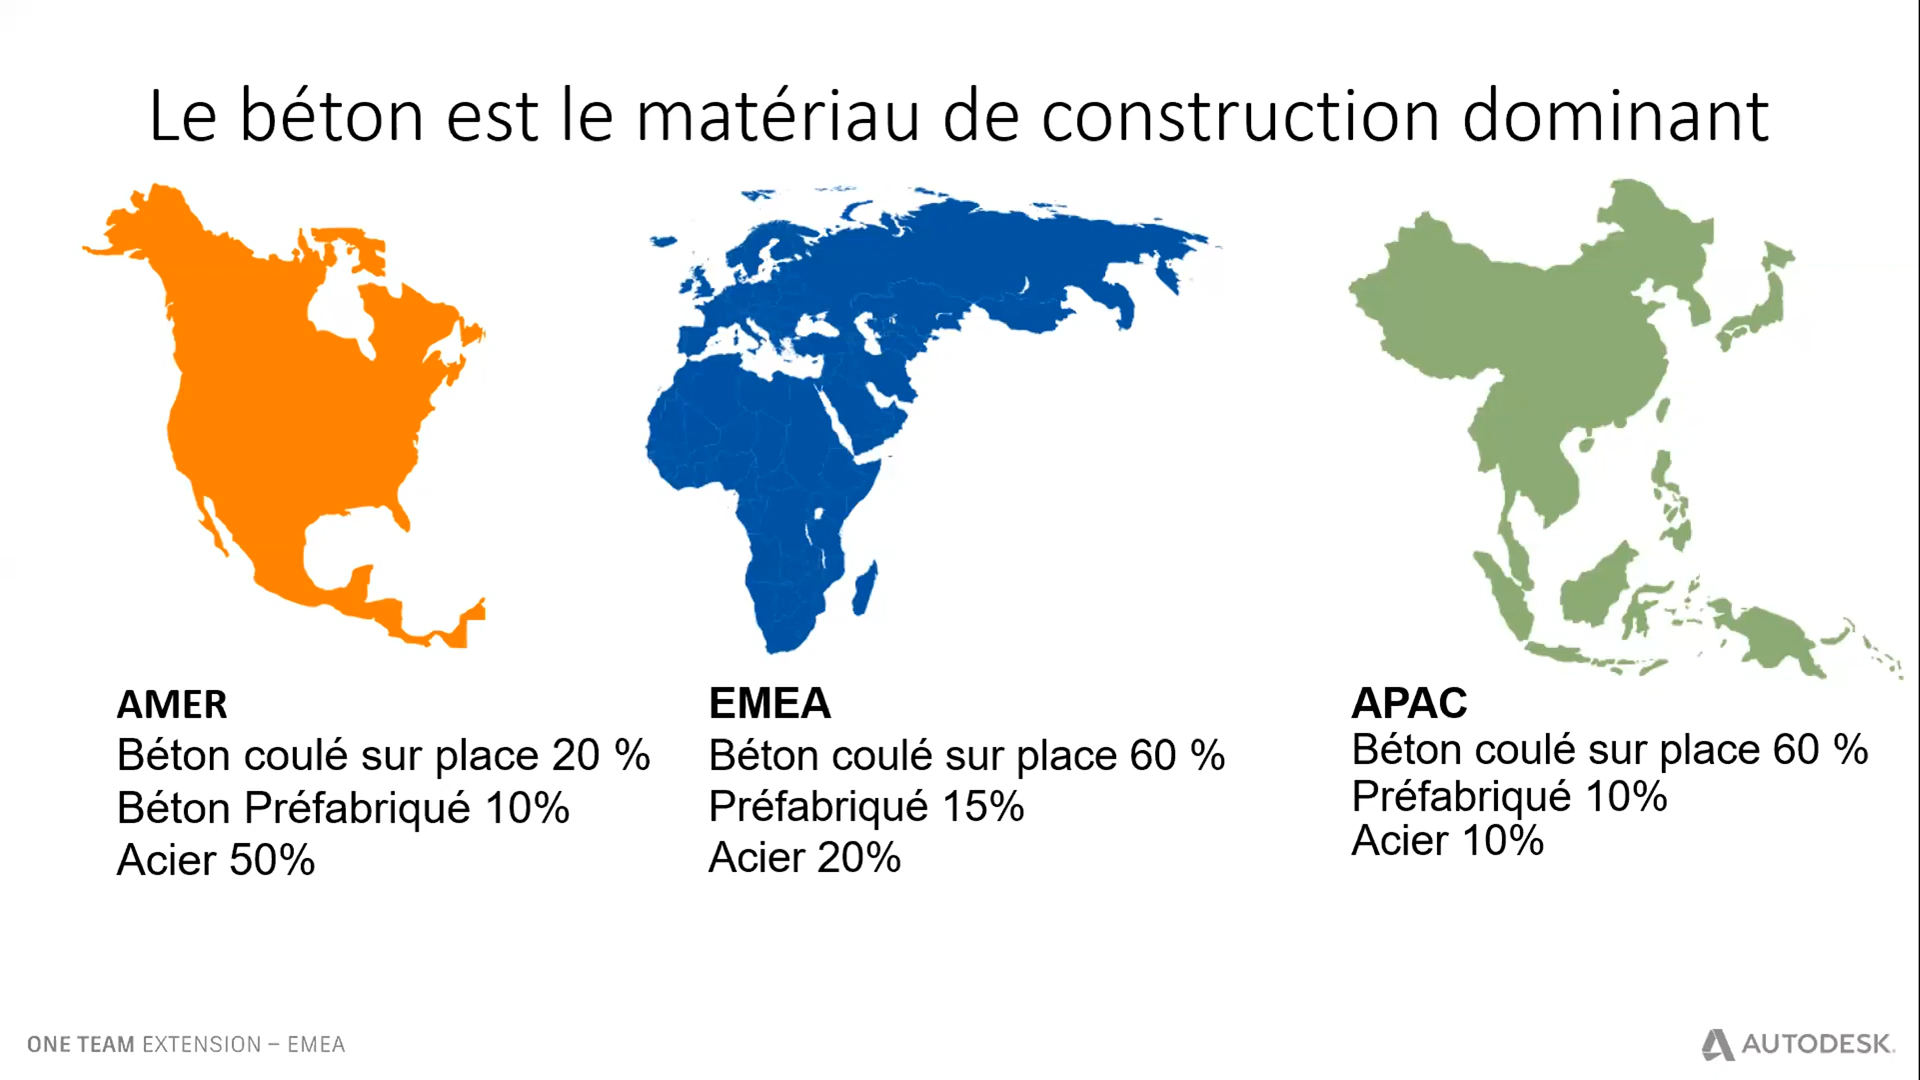 Le béton est le matériau de construction dominant
AMER
Béton coulé sur place 20 %
Béton Préfabriqué 10%
Acier 50%
EMEA
Béton coulé sur place 60 %
Préfabriqué 15%
Acier 20%
APAC
Béton coulé sur place 60 %
Préfabriqué 10%
Acier 10%
ONE TEAM EXTENSION – EMEA
AUTODESK.